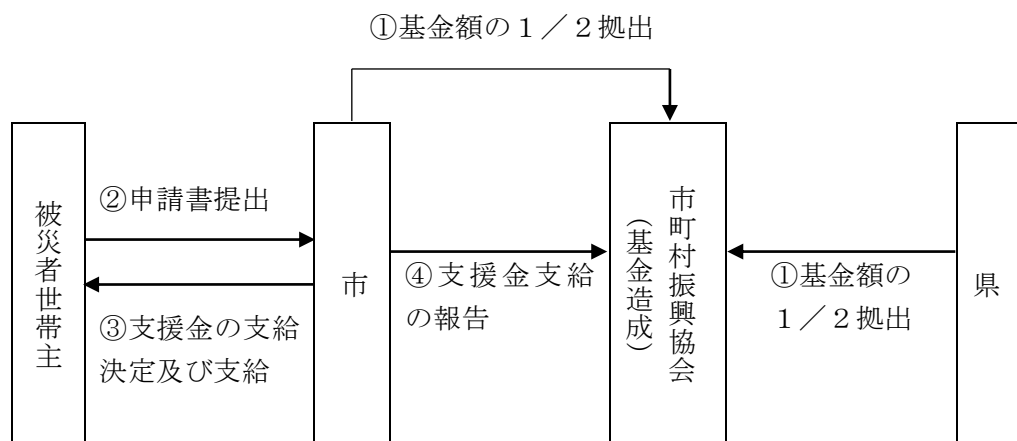 ①基金額の１／２拠出
被災者世帯主
②申請書提出
③支援金の支給
決定及び支給
市
④支援金支給
の報告
市町村振興協会
(基金造成)
①基金額の
１／２拠出
県